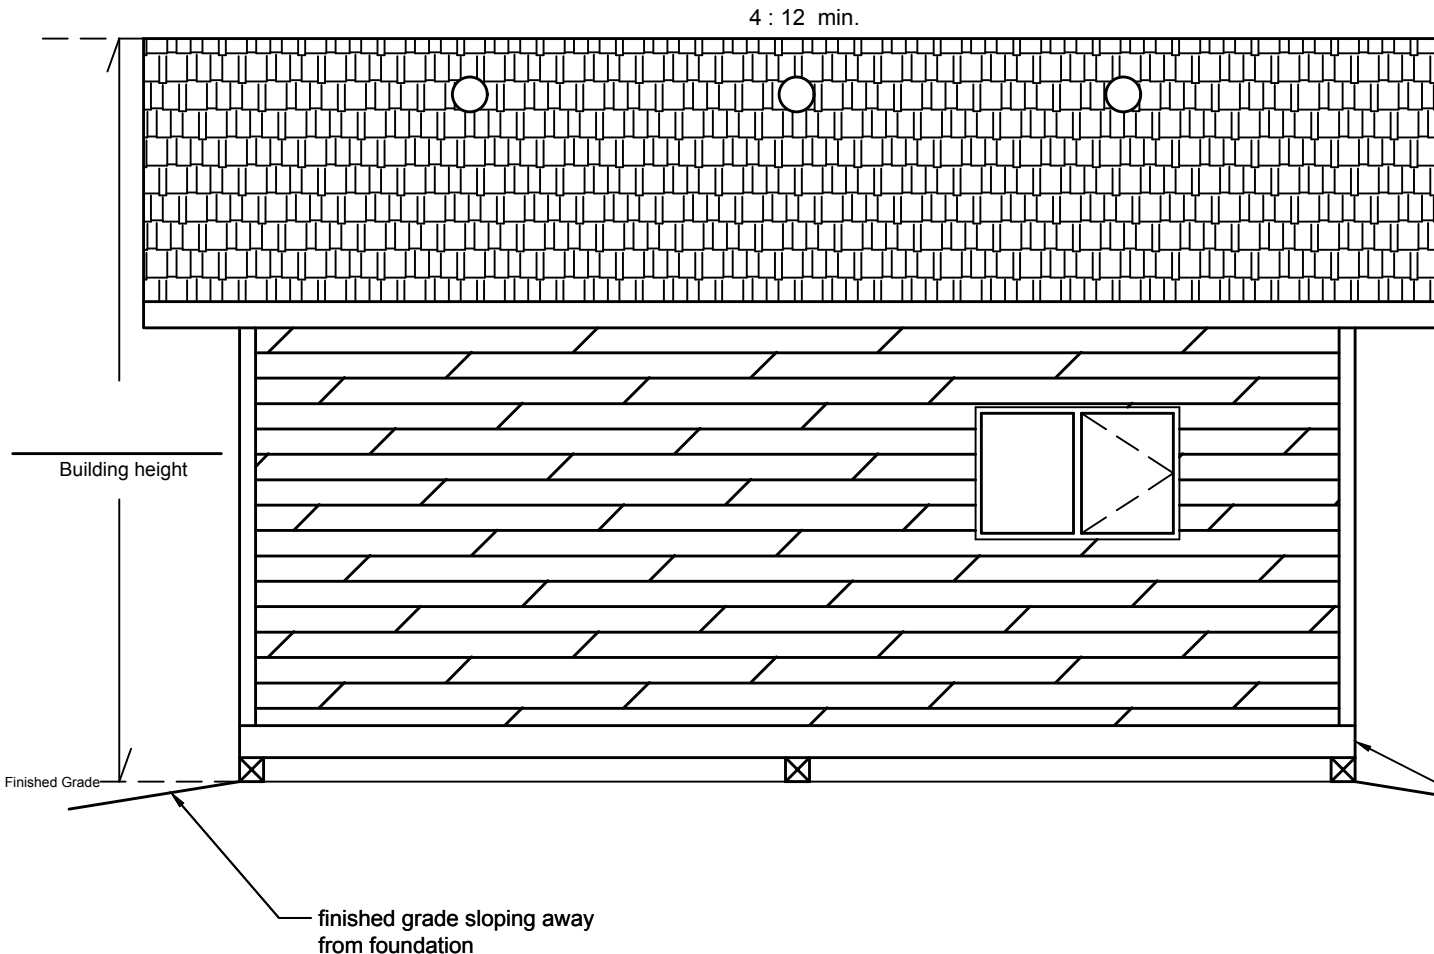 4 : 12 min.
Building height
Finished Grade
finished grade sloping away
from foundation